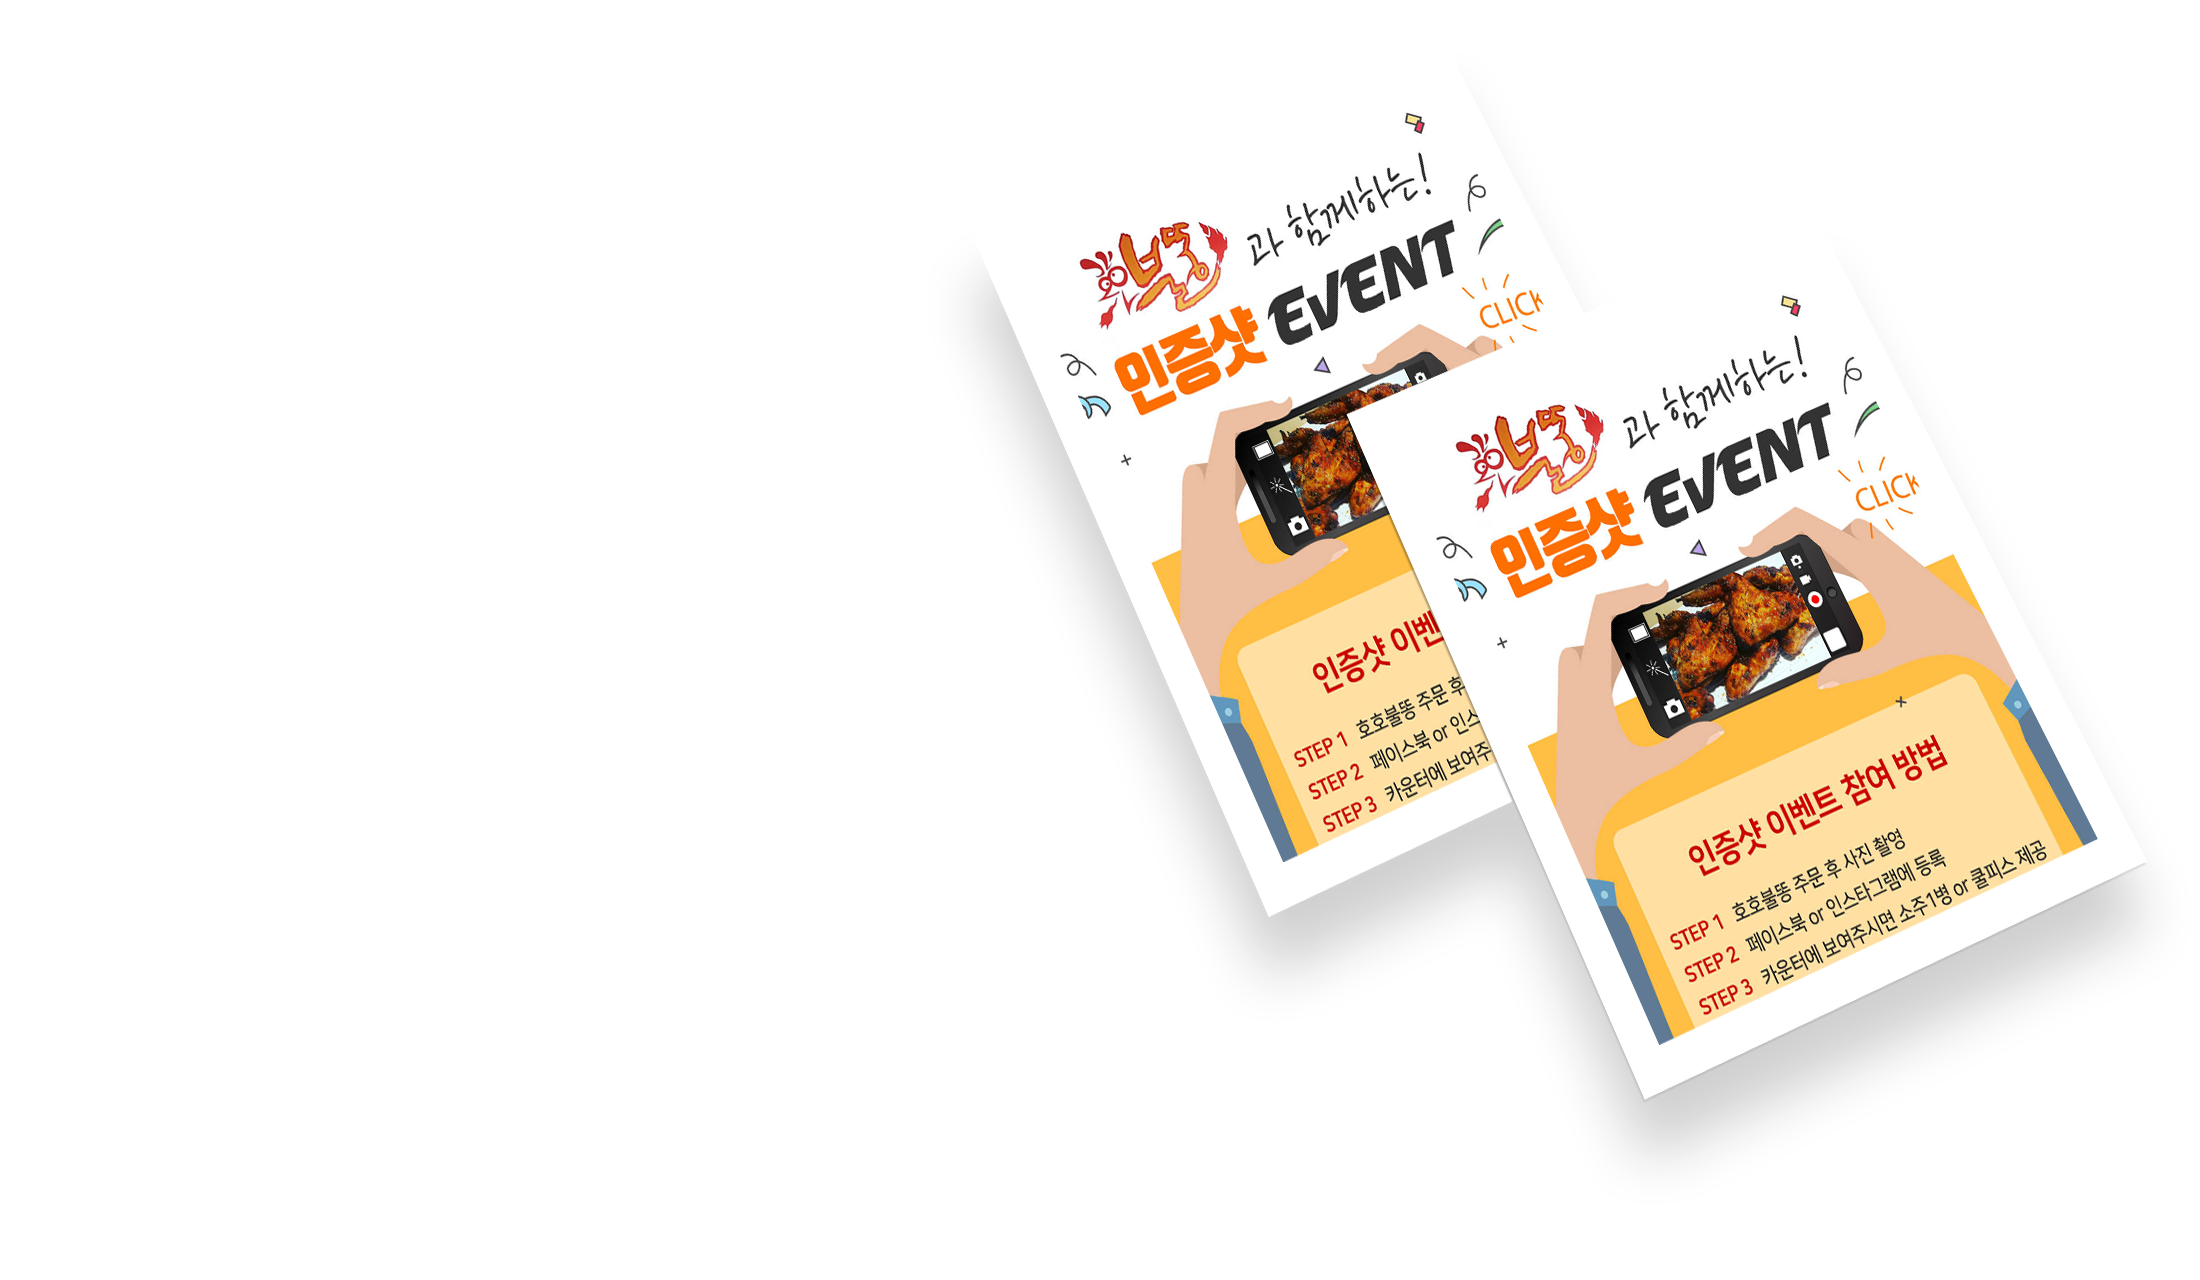 불똥 과 함께하는!
인증샷 EVENT
CLICK
인증샷 이벤
STEP 1 호호불똥 주문 후
STEP 2 페이스북 or 인스
STEP 3 카운터에 보여주
불똥 과 함께하는!
인증샷 EVENT
CLICK
인증샷 이벤트 참여 방법
STEP 1 호호불똥 주문 후 사진 촬영
STEP 2 페이스북 or 인스타그램에 등록
STEP 3 카운터에 보여주시면 소주1병 or 쿨피스 제공